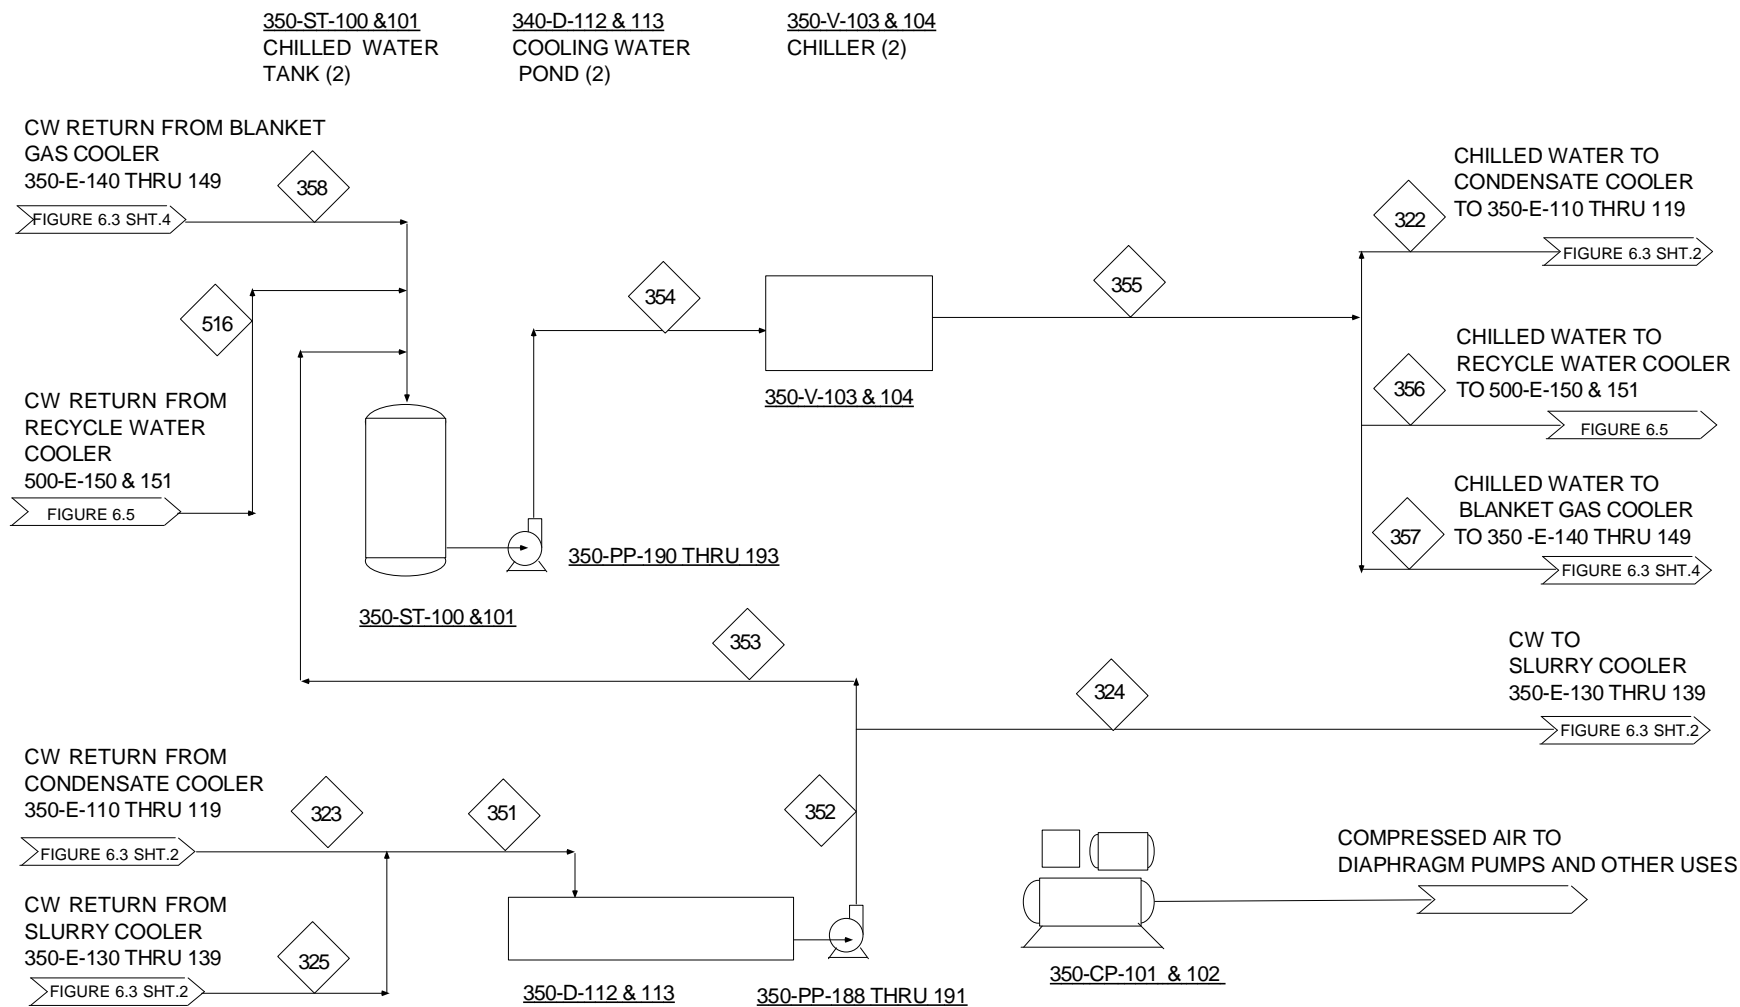 350-ST-100 &101
CHILLED WATER
TANK (2)
340-D-112 & 113
COOLING WATER
POND (2)
350-V-103 & 104
CHILLER (2)
CW RETURN FROM BLANKET
GAS COOLER
350-E-140 THRU 149
FIGURE 6.3 SHT.4
358
516
CW RETURN FROM
RECYCLE WATER
COOLER
500-E-150 & 151
FIGURE 6.5
350-ST-100 &101
350-PP-190 THRU 193
354
350-V-103 & 104
355
CHILLED WATER TO
CONDENSATE COOLER
TO 350-E-110 THRU 119
322
FIGURE 6.3 SHT.2
CHILLED WATER TO
RECYCLE WATER COOLER
TO 500-E-150 & 151
356
FIGURE 6.5
CHILLED WATER TO
BLANKET GAS COOLER
TO 350 -E-140 THRU 149
357
FIGURE 6.3 SHT.4
353
324
CW TO
SLURRY COOLER
350-E-130 THRU 139
FIGURE 6.3 SHT.2
CW RETURN FROM
CONDENSATE COOLER
350-E-110 THRU 119
FIGURE 6.3 SHT.2
323
351
352
CW RETURN FROM
SLURRY COOLER
350-E-130 THRU 139
FIGURE 6.3 SHT.2
325
350-D-112 & 113
350-PP-188 THRU 191
350-CP-101 & 102
COMPRESSED AIR TO
DIAPHRAGM PUMPS AND OTHER USES